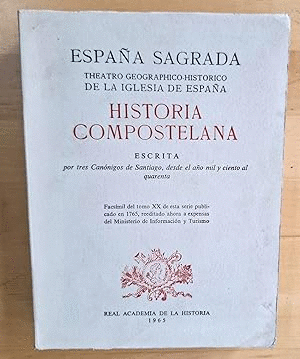 ESPAÑA SAGRADA
THEATRO GEOGRAPHICO-HISTORICO
DE LA IGLESIA DE ESPAÑA
HISTORIA
COMPOSTELANA
ESCRITA
por tres Canónigos de Santiago, desde el año mil y ciento al
quarenta
Facsímil del tomo XX de esta serie publi-
cado en 1765, reeditado ahora a expensas
del Ministerio de Información y Turismo
REAL ACADEMIA DE LA HISTORIA
1965